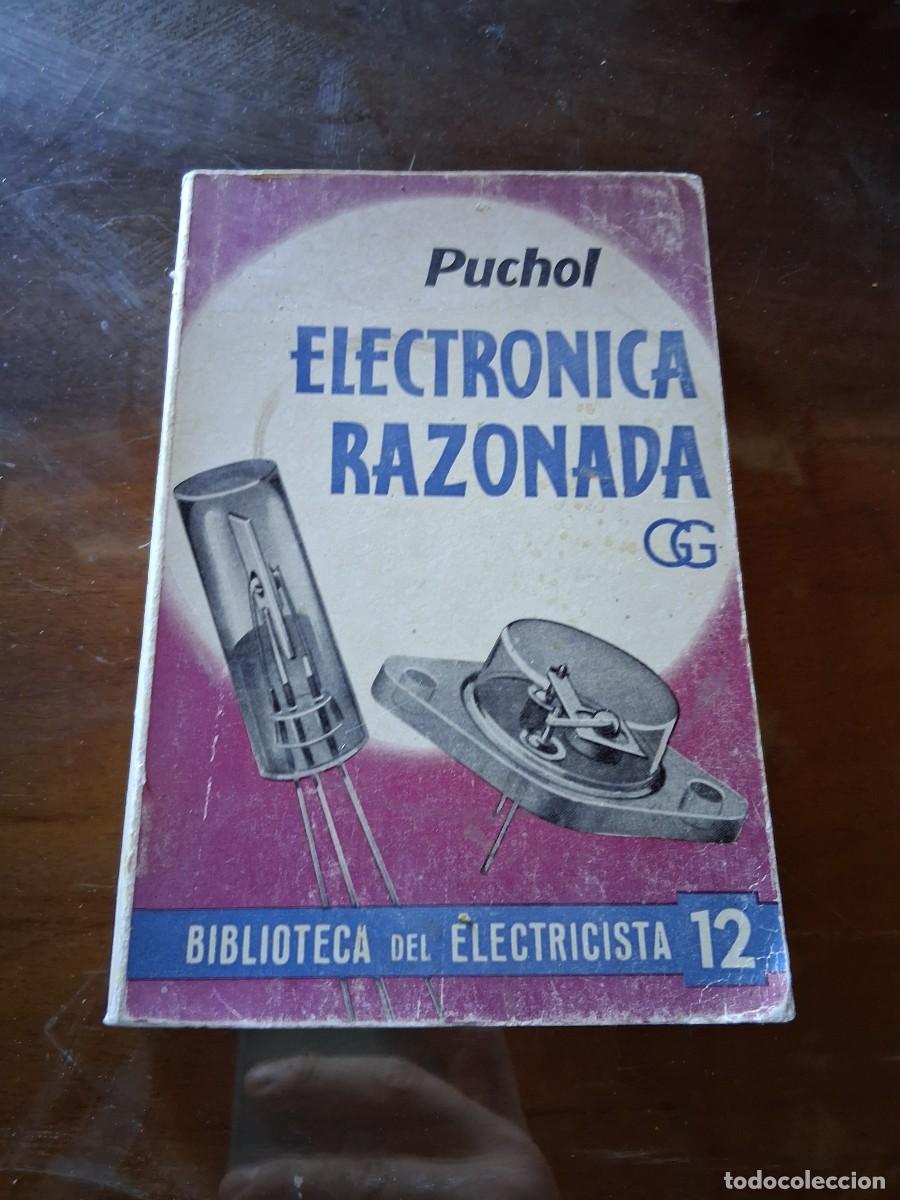 Puchol
ELECTRONICA
RAZONADA
GG
BIBLIOTECA DEL ELECTRICISTA 12
todocoleccion